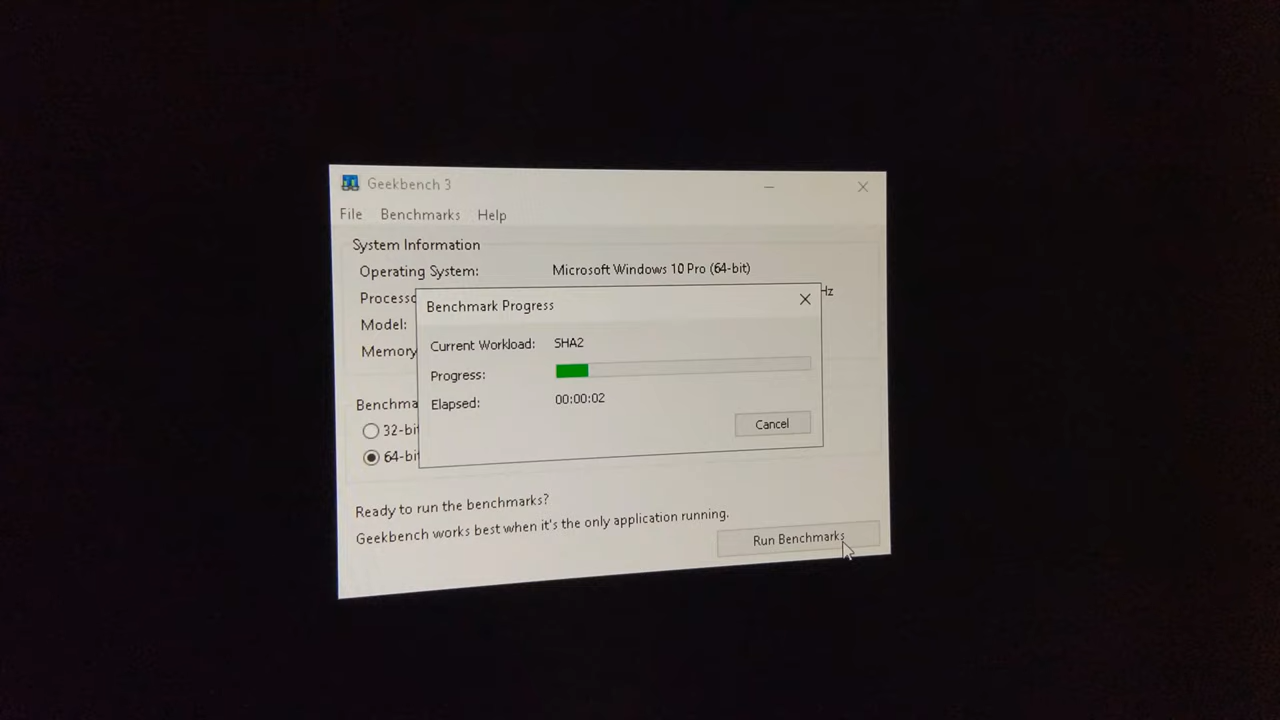 Geekbench 3
File Benchmarks Help
System Information
Operating System: Microsoft Windows 10 Pro (64-bit)
Processo
Hz
Model:
Memory
Benchmark Progress
Current Workload: SHA2
Progress:
Elapsed: 00:00:02
Cancel
Benchma
32-bi
64-bi
Ready to run the benchmarks?
Geekbench works best when it's the only application running.
Run Benchmarks